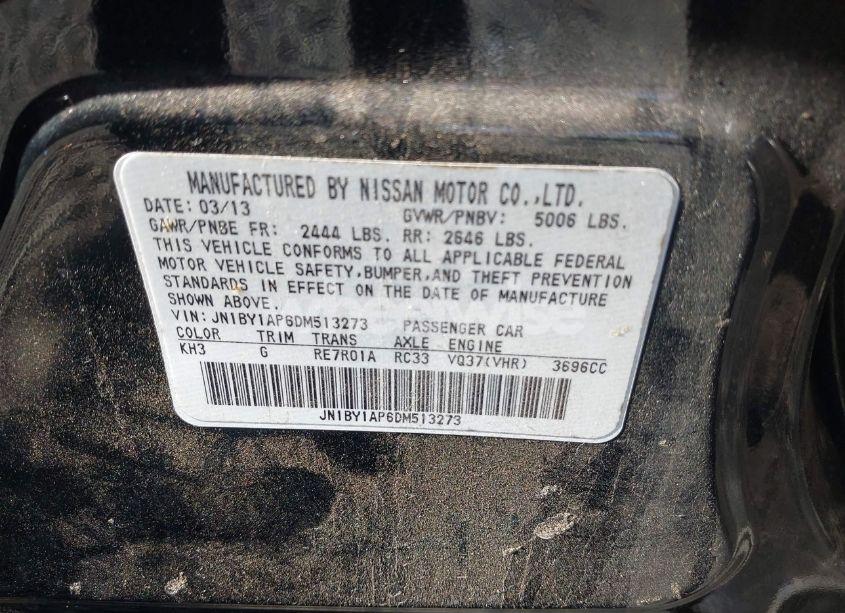 MANUFACTURED BY NISSAN MOTOR CO.,LTD.
DATE: 03/13 GVWR/PNBV: 5006 LBS.
GAWR/PNBE FR: 2444 LBS. RR: 2646 LBS.
THIS VEHICLE CONFORMS TO ALL APPLICABLE FEDERAL
MOTOR VEHICLE SAFETY,BUMPER,AND THEFT PREVENTION
STANDARDS IN EFFECT ON THE DATE OF MANUFACTURE
SHOWN ABOVE.
VIN: JN1BY1AP6DM513273 PASSENGER CAR
COLOR TRIM TRANS AXLE ENGINE
KH3 G RE7R01A RC33 VQ37(VHR) 3696CC
JN1BY1AP6DM513273